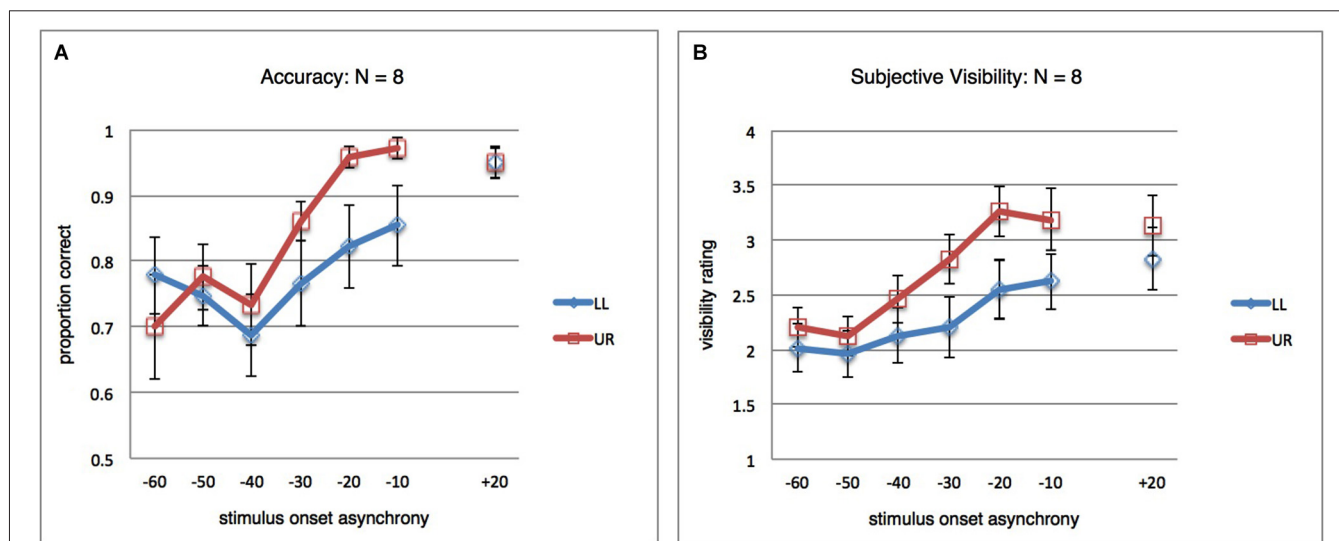 A
Accuracy: N = 8
proportion correct
1
0.9
0.8
0.7
0.6
0.5
-60 -50 -40 -30 -20 -10 +20
stimulus onset asynchrony
LL
UR
B
Subjective Visibility: N = 8
visibility rating
4
3.5
3
2.5
2
1.5
1
-60 -50 -40 -30 -20 -10 +20
stimulus onset asynchrony
LL
UR